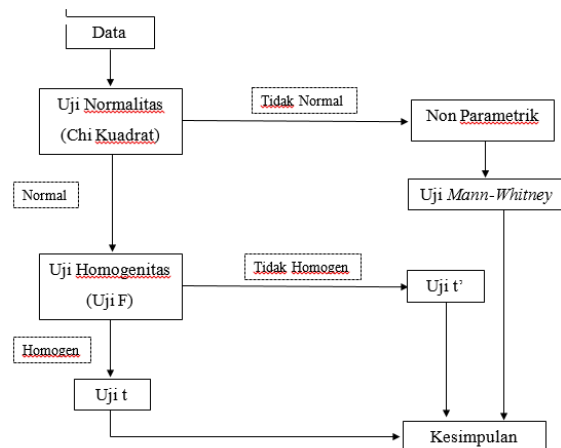 Data
Uji Normalitas
(Chi Kuadrat)
Tidak Normal
Non Parametrik
Uji Mann-Whitney
Normal
Uji Homogenitas
(Uji F)
Tidak Homogen
Uji t’
Homogen
Uji t
Kesimpulan